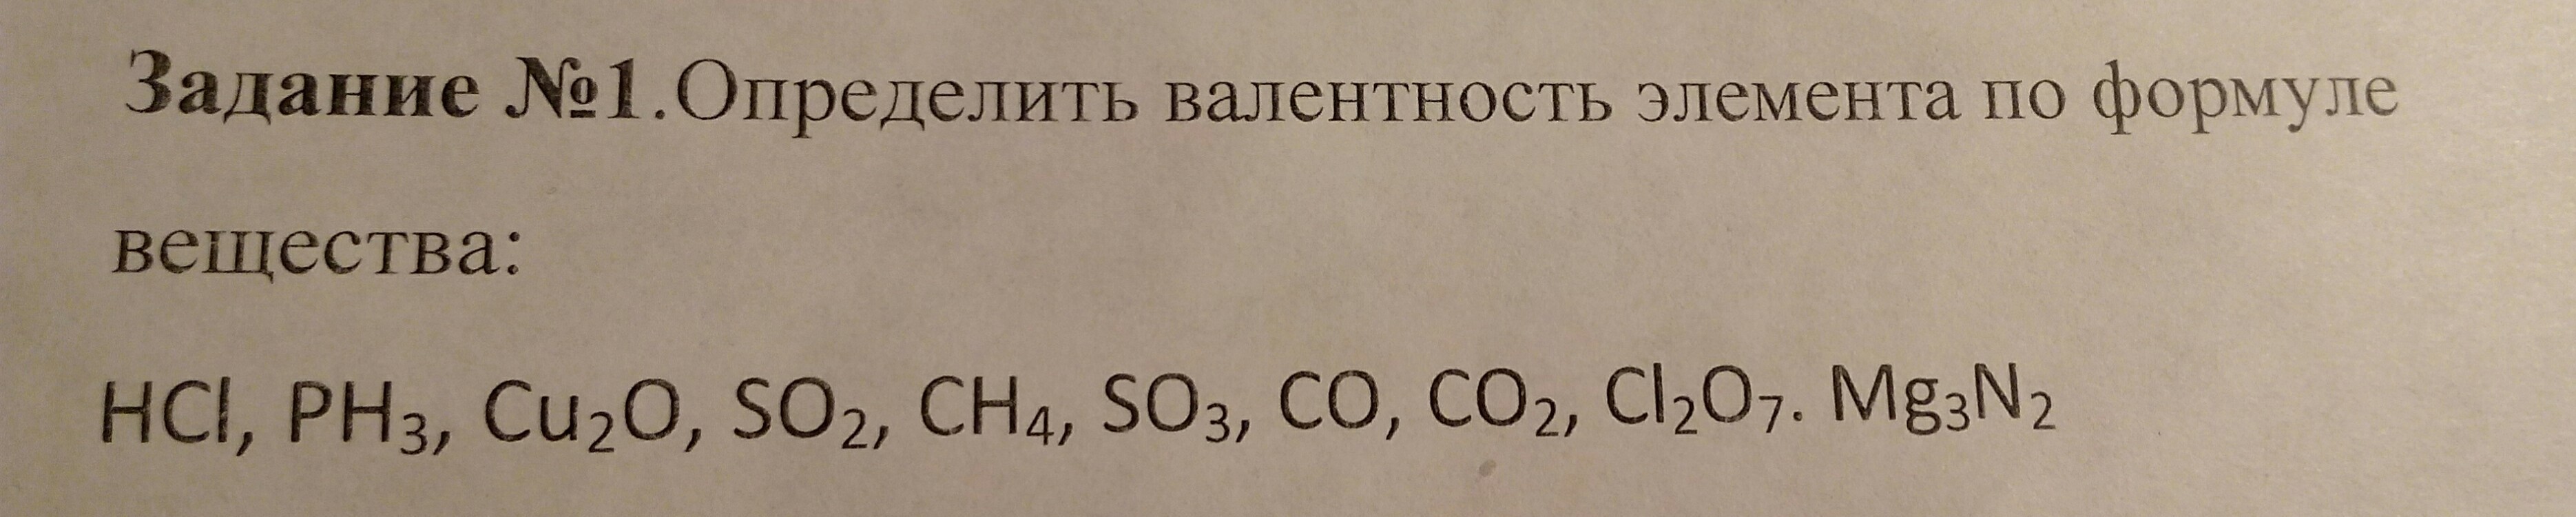 Задание №1.Определить валентность элемента по формуле
вещества:
HCl, PH₃, Cu₂O, SO₂, CH₄, SO₃, CO, CO₂, Cl₂O₇. Mg₃N₂